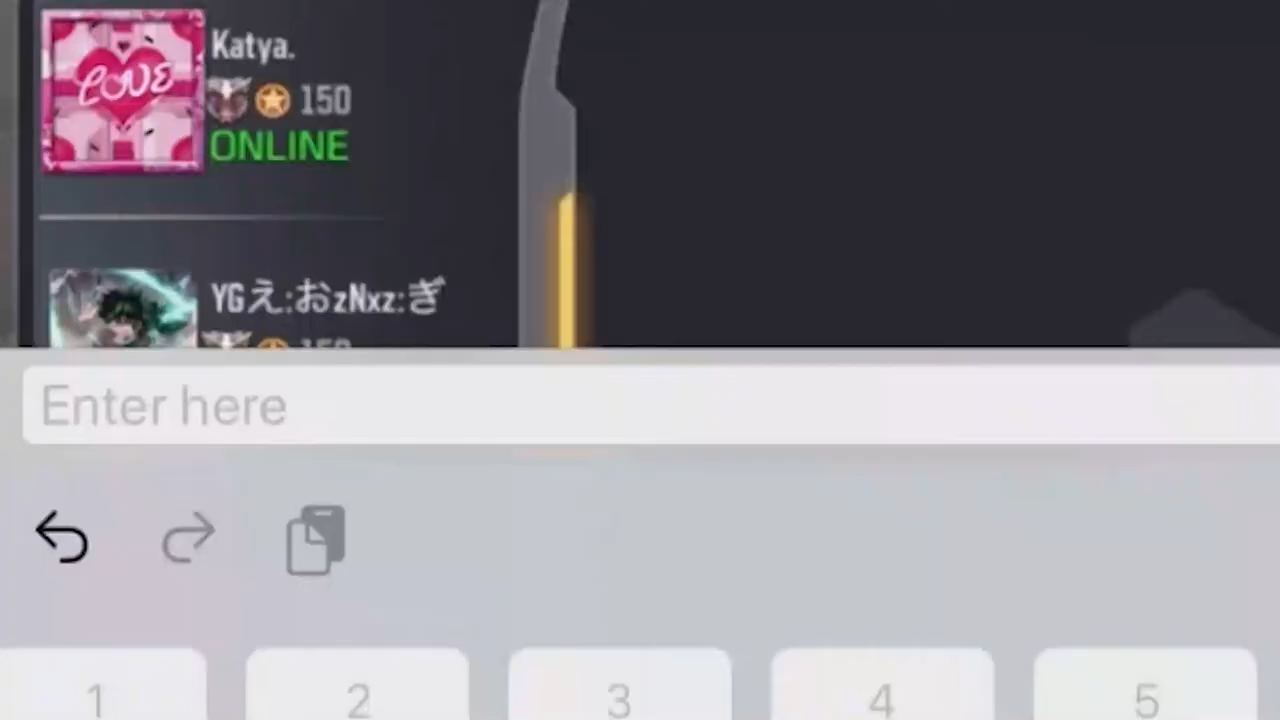 LOVE
Katya.
150
ONLINE
YGえ:おzNxz:ぎ
150
Enter here
1 2 3 4 5